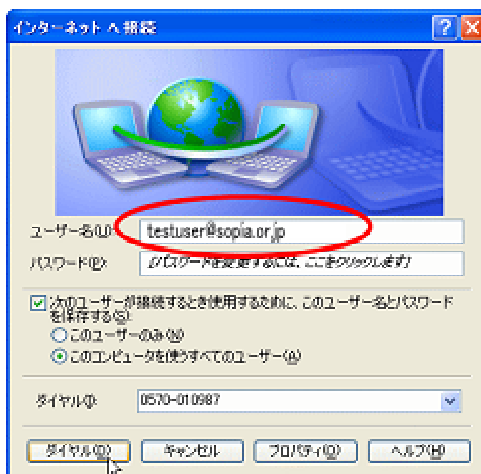 インターネット へ接続
ユーザー名(U):
testuser@sopia.or.jp
パスワード(P):
[パスワードを変更するには、ここをクリックします]
次のユーザーが接続するとき使用するために、このユーザー名とパスワード
を保存する(S):
このユーザーのみ(N)
このコンピュータを使うすべてのユーザー(A)
ダイヤル(I):
0570-010987
ダイヤル(D)
キャンセル
プロパティ(O)
ヘルプ(H)